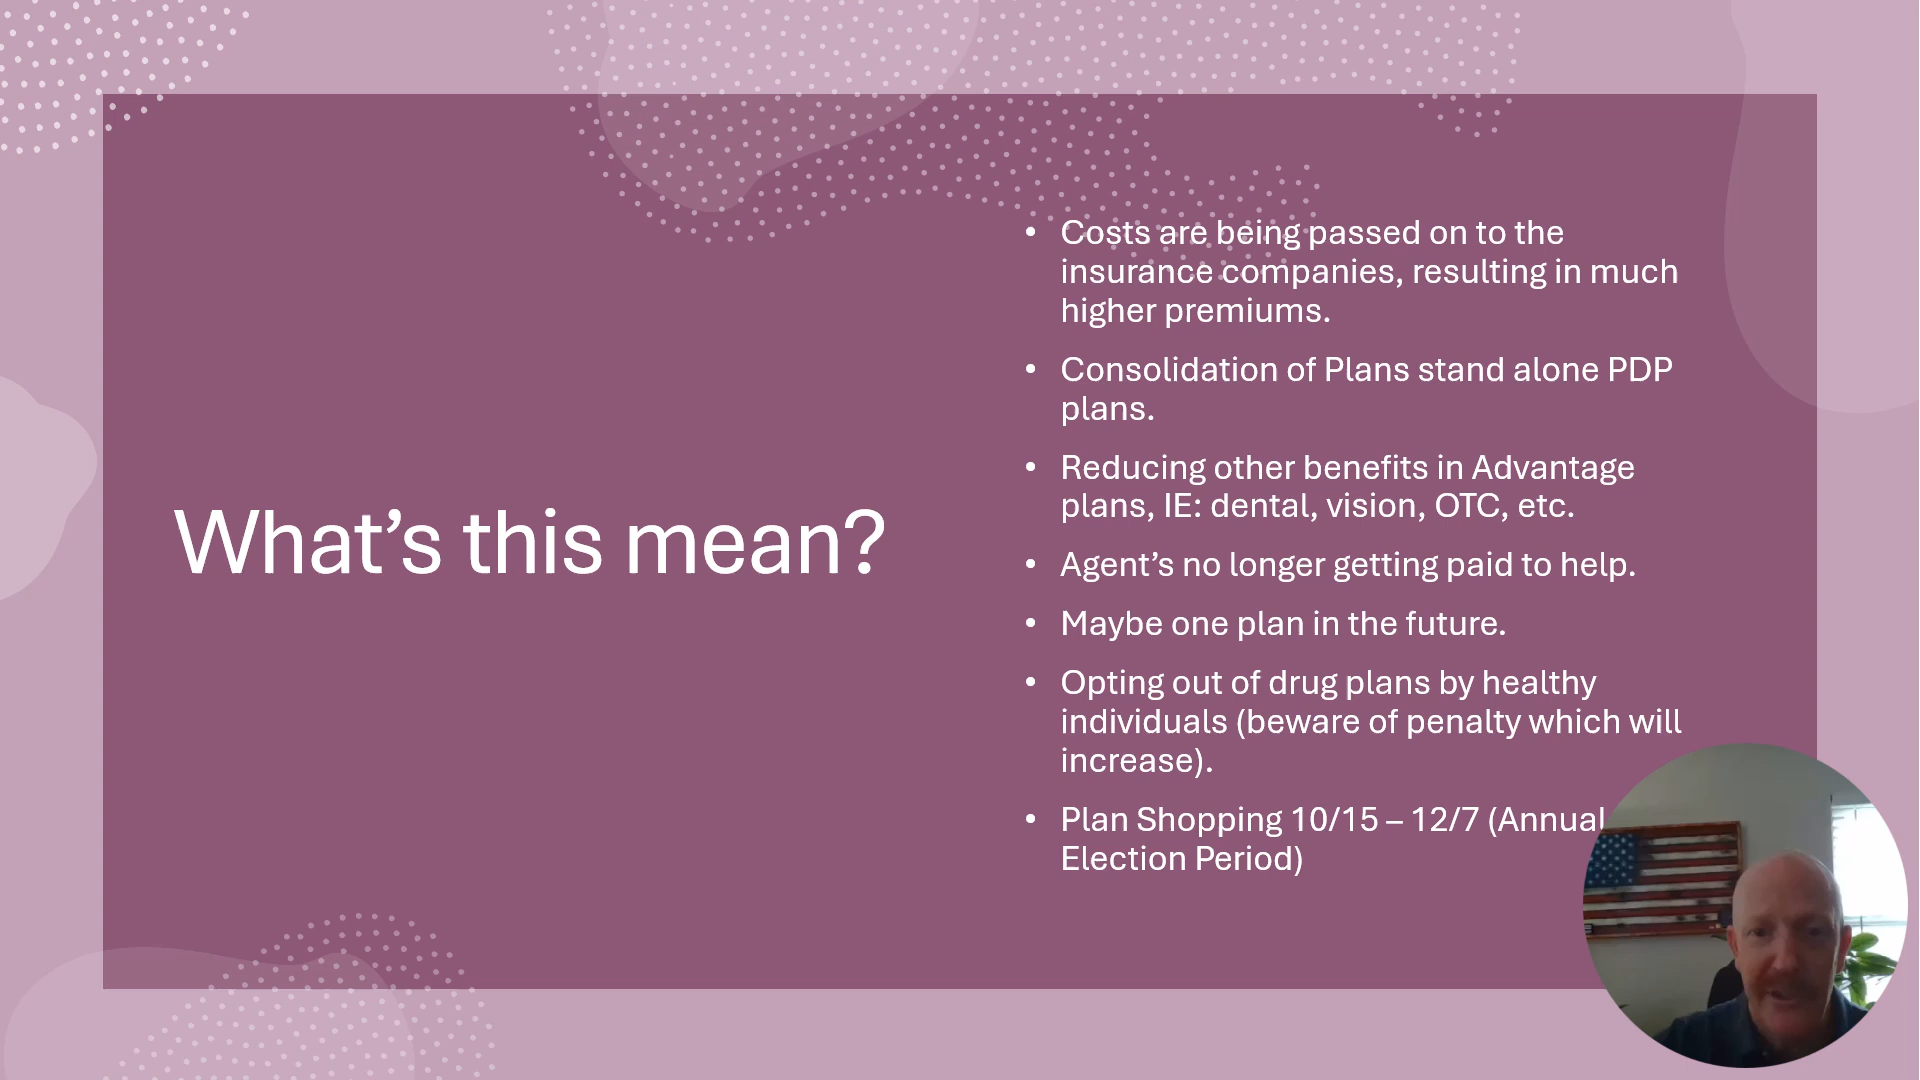 What’s this mean?
• Costs are being passed on to the
insurance companies, resulting in much
higher premiums.
• Consolidation of Plans stand alone PDP
plans.
• Reducing other benefits in Advantage
plans, IE: dental, vision, OTC, etc.
• Agent’s no longer getting paid to help.
• Maybe one plan in the future.
• Opting out of drug plans by healthy
individuals (beware of penalty which will
increase).
• Plan Shopping 10/15 – 12/7 (Annual
Election Period)